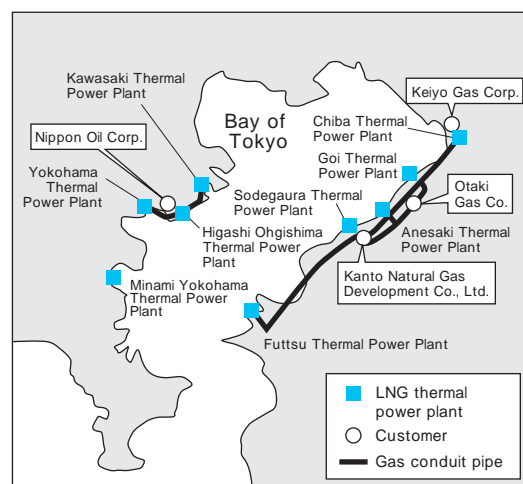 Kawasaki Thermal
Power Plant
Keiyo Gas Corp.
Bay of
Tokyo
Chiba Thermal
Power Plant
Nippon Oil Corp.
Goi Thermal
Power Plant
Yokohama
Thermal
Power Plant
Sodegaura Thermal
Power Plant
Otaki
Gas Co.
Higashi Ohgishima
Thermal Power
Plant
Anesaki Thermal
Power Plant
Kanto Natural Gas
Development Co., Ltd.
Minami Yokohama
Thermal Power
Plant
Futtsu Thermal Power Plant
LNG thermal
power plant
Customer
Gas conduit pipe